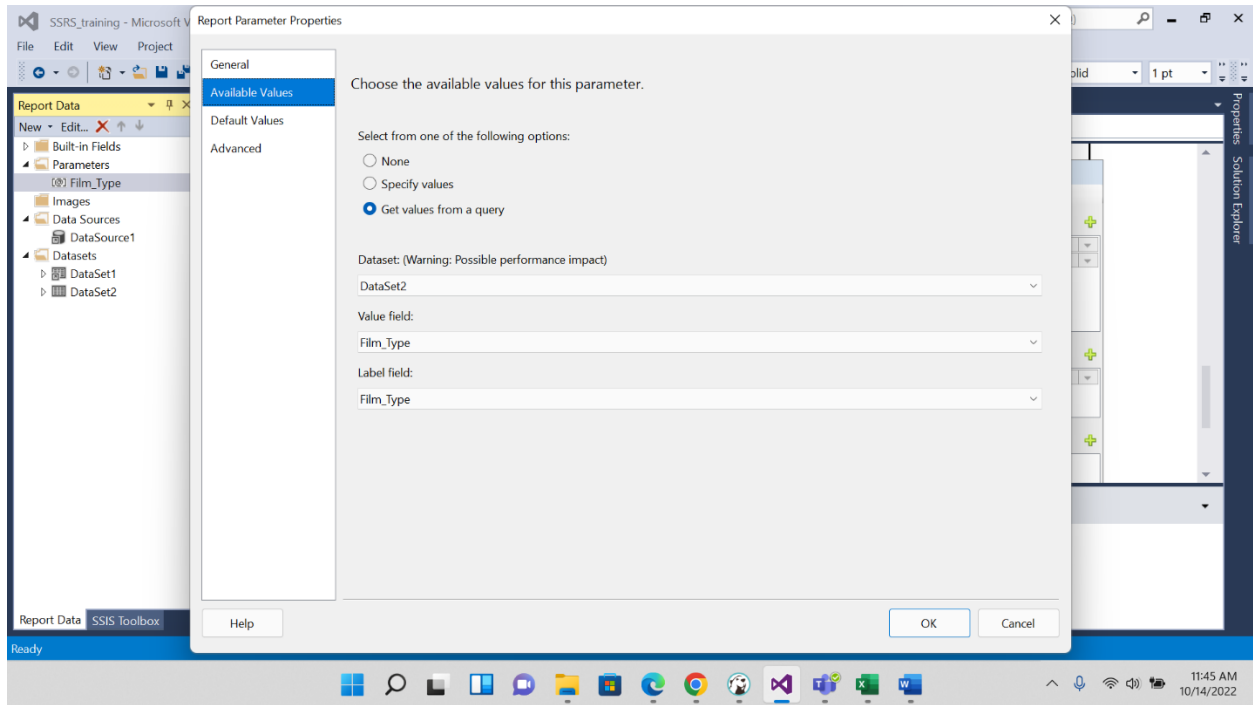 SSRS_training - Microsoft V
File Edit View Project
Report Data
New Edit...
Built-in Fields
Parameters
Film_Type
Images
Data Sources
DataSource1
Datasets
DataSet1
DataSet2
Report Data SSIS Toolbox
Ready
Report Parameter Properties
General
Available Values
Default Values
Advanced
Choose the available values for this parameter.
Select from one of the following options:
None
Specify values
Get values from a query
Dataset: (Warning: Possible performance impact)
DataSet2
Value field:
Film_Type
Label field:
Film_Type
Help OK Cancel
1 pt
Properties
Solution Explorer
11:45 AM
10/14/2022